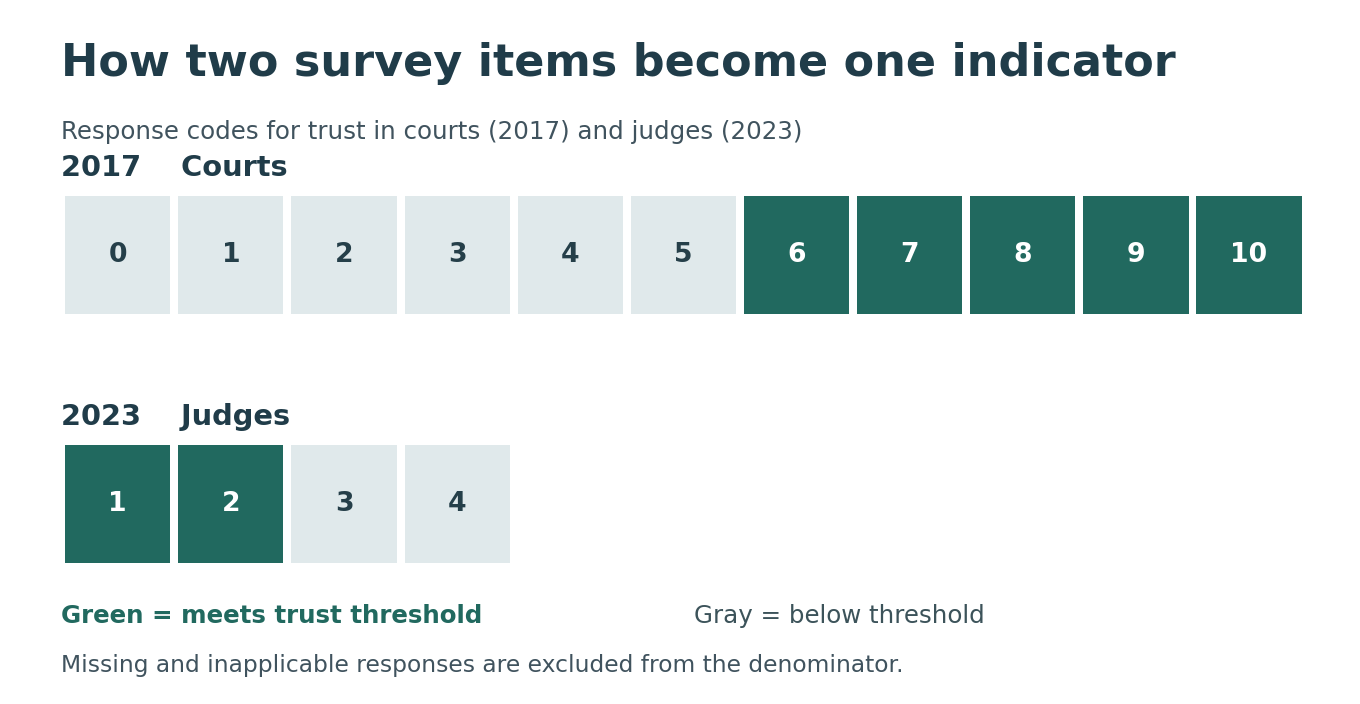 How two survey items become one indicator
Response codes for trust in courts (2017) and judges (2023)
2017 Courts
0 1 2 3 4 5 6 7 8 9 10
2023 Judges
1 2 3 4
Green = meets trust threshold Gray = below threshold
Missing and inapplicable responses are excluded from the denominator.